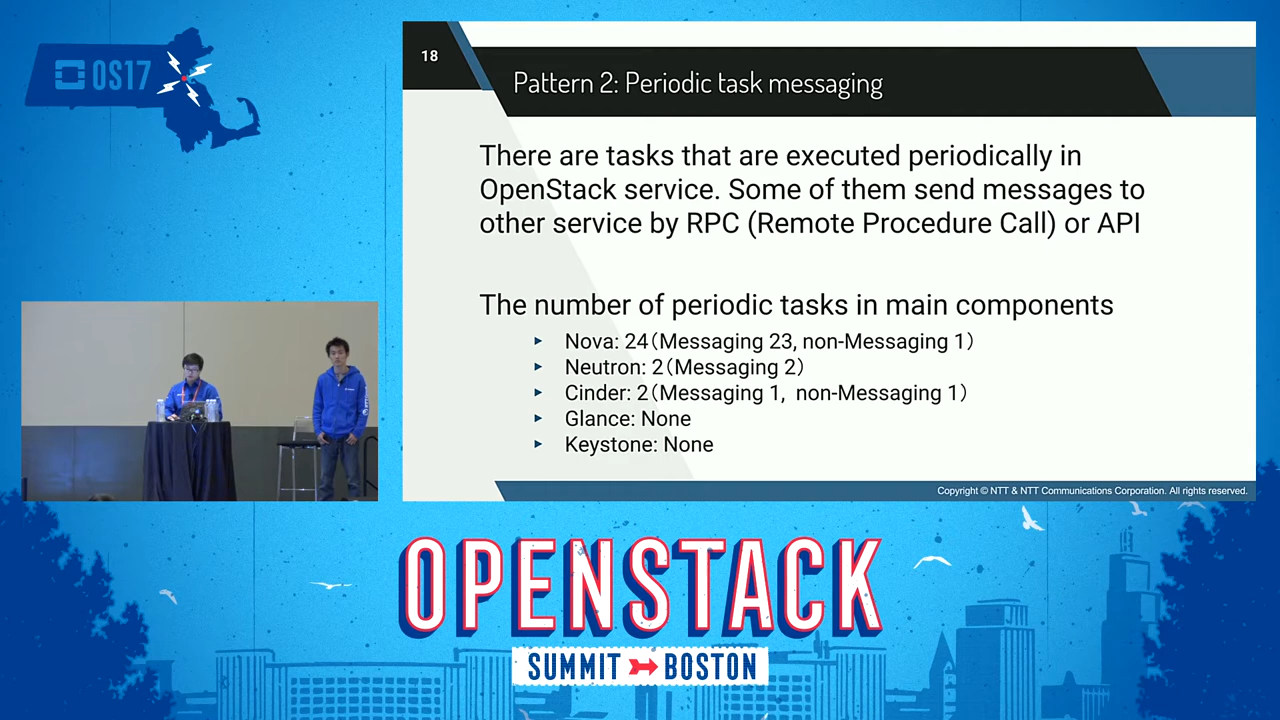 OS17
18
Pattern 2: Periodic task messaging
There are tasks that are executed periodically in
OpenStack service. Some of them send messages to
other service by RPC (Remote Procedure Call) or API
The number of periodic tasks in main components
Nova: 24(Messaging 23, non-Messaging 1)
Neutron: 2(Messaging 2)
Cinder: 2(Messaging 1, non-Messaging 1)
Glance: None
Keystone: None
Copyright © NTT & NTT Communications Corporation. All rights reserved.
OPENSTACK
SUMMIT BOSTON